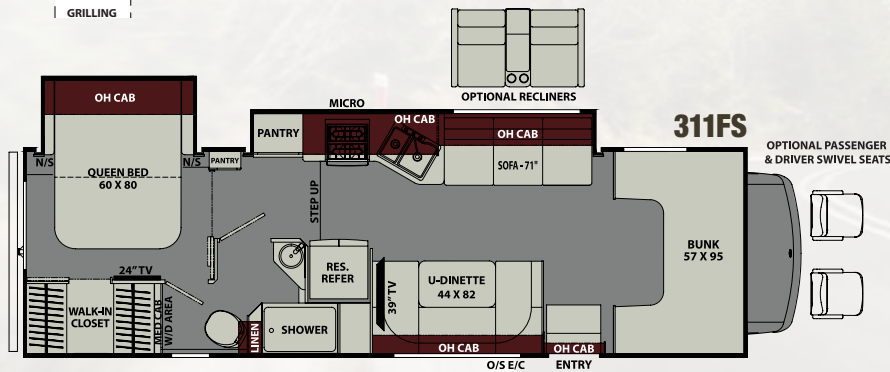 GRILLING
OH CAB
MICRO
OPTIONAL RECLINERS
311FS
PANTRY
OH CAB
OH CAB
OPTIONAL PASSENGER
& DRIVER SWIVEL SEATS
N/S
N/S
PANTRY
QUEEN BED
60 X 80
SOFA - 71"
STEP UP
BUNK
57 X 95
24" TV
RES.
REFER
39" TV
U-DINETTE
44 X 82
WALK-IN
CLOSET
MED CAB
W/D AREA
LINEN
SHOWER
OH CAB
OH CAB
O/S E/C
ENTRY